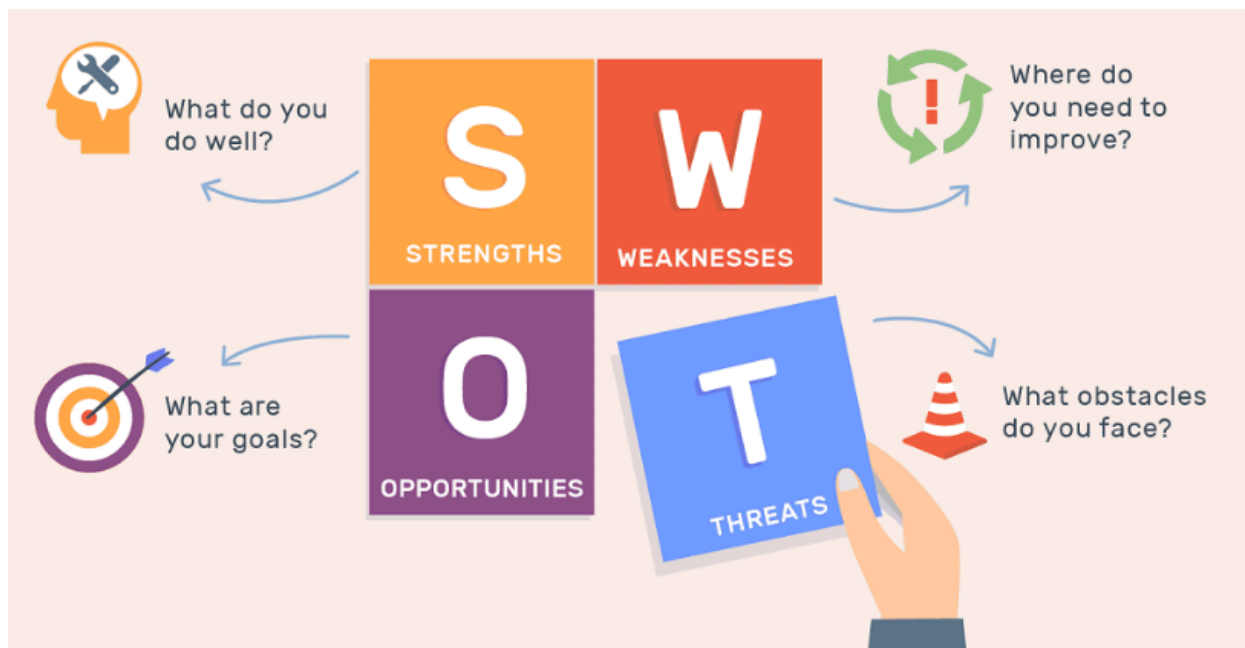 What do you
do well?
S
STRENGTHS
W
WEAKNESSES
!
Where do
you need to
improve?
What are
your goals?
O
OPPORTUNITIES
T
THREATS
What obstacles
do you face?